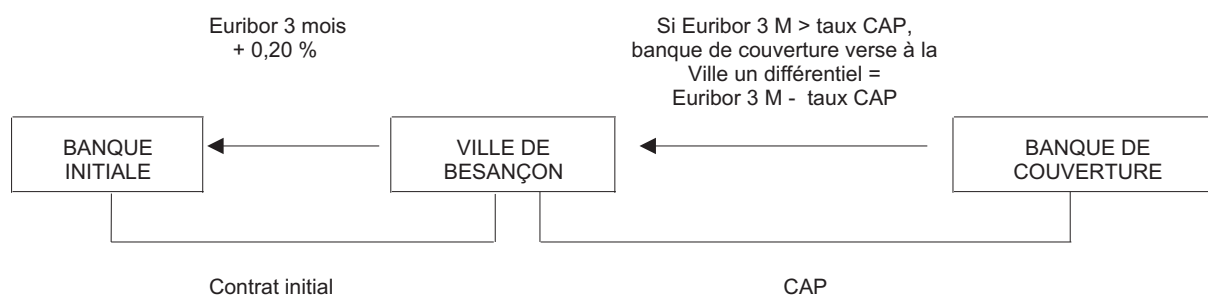 Euribor 3 mois
+ 0,20 %
Si Euribor 3 M > taux CAP,
banque de couverture verse à la
Ville un différentiel =
Euribor 3 M - taux CAP
BANQUE
INITIALE
VILLE DE
BESANÇON
BANQUE DE
COUVERTURE
Contrat initial
CAP